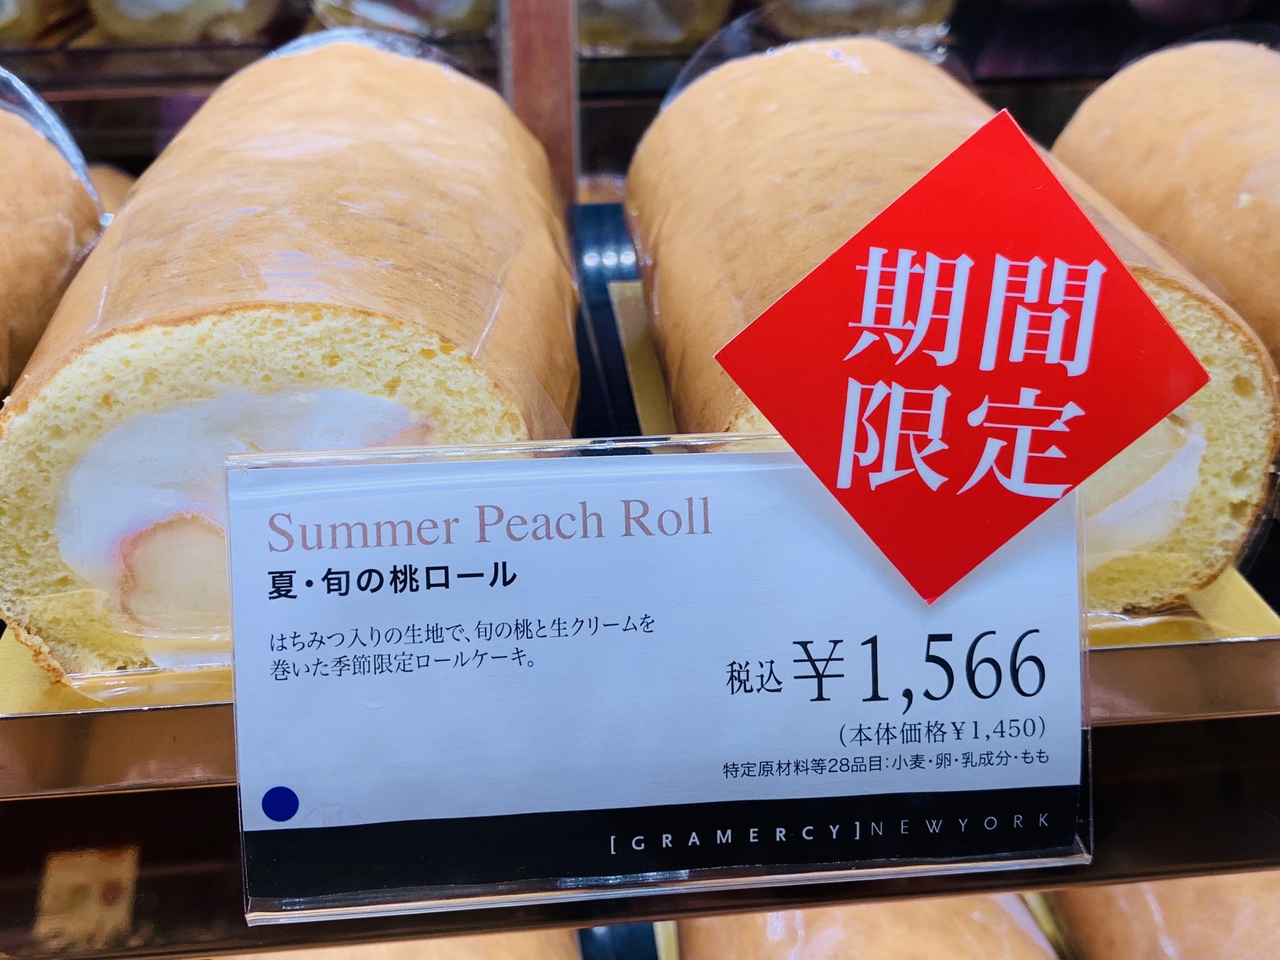 期間
限定
Summer Peach Roll
夏・旬の桃ロール
はちみつ入りの生地で、旬の桃と生クリームを
巻いた季節限定ロールケーキ。
税込¥1,566
(本体価格¥1,450)
特定原材料等28品目:小麦・卵・乳成分・もも
[GRAMERCY]NEWYORK